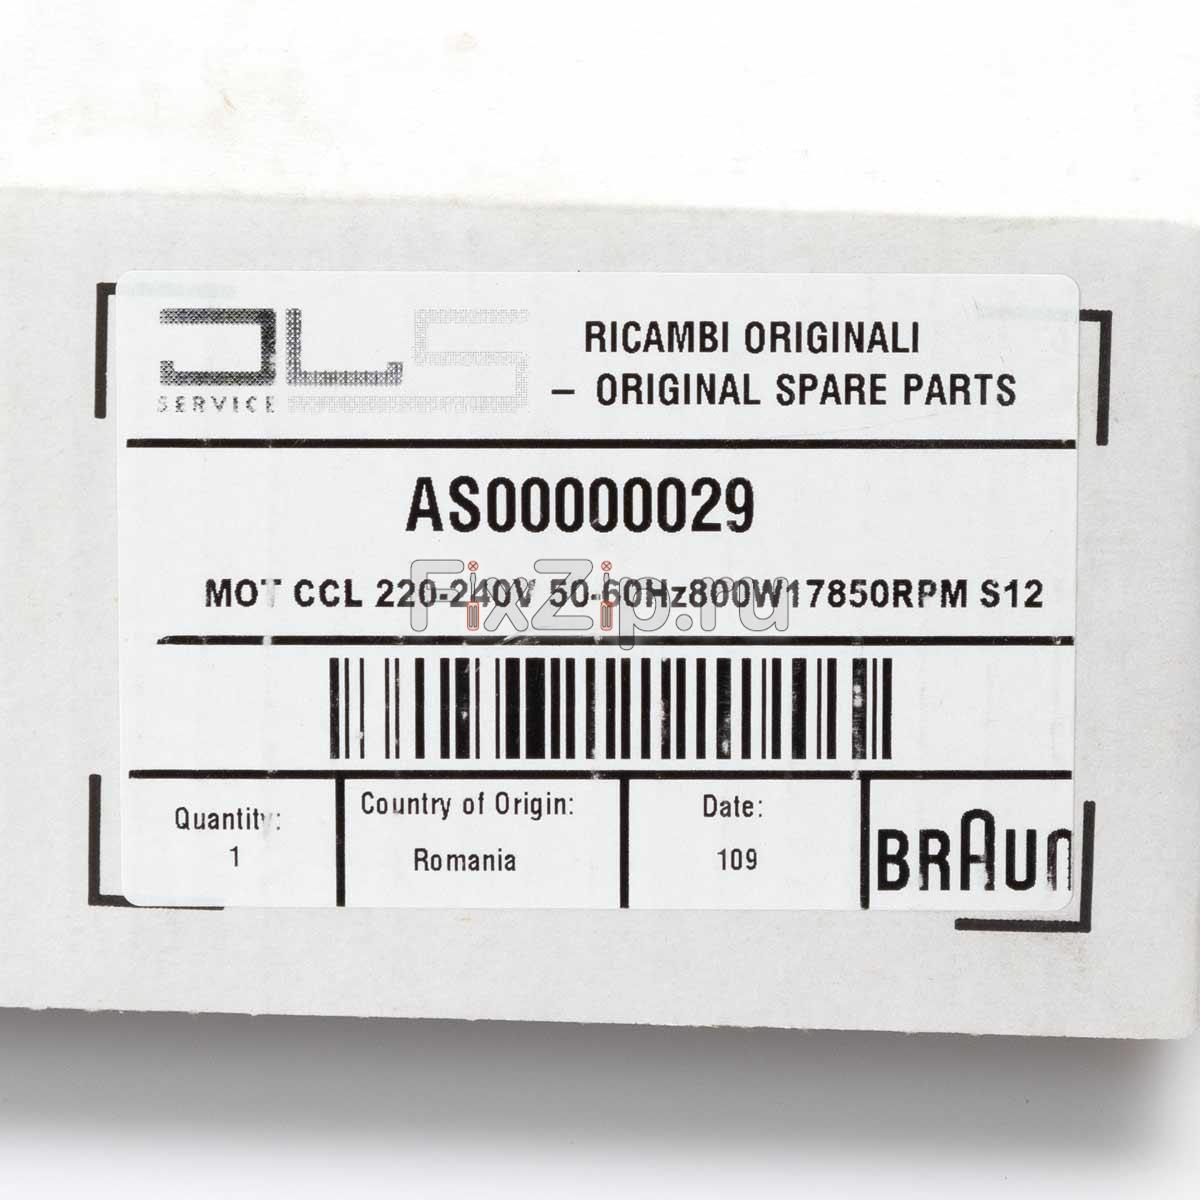 DLS
SERVICE
RICAMBI ORIGINALI
- ORIGINAL SPARE PARTS
AS00000029
MOT CCL 220-240V 50-60Hz800W17850RPM S12
FixZip.ru
Quantity:
1
Country of Origin:
Romania
Date:
109
BRAUN